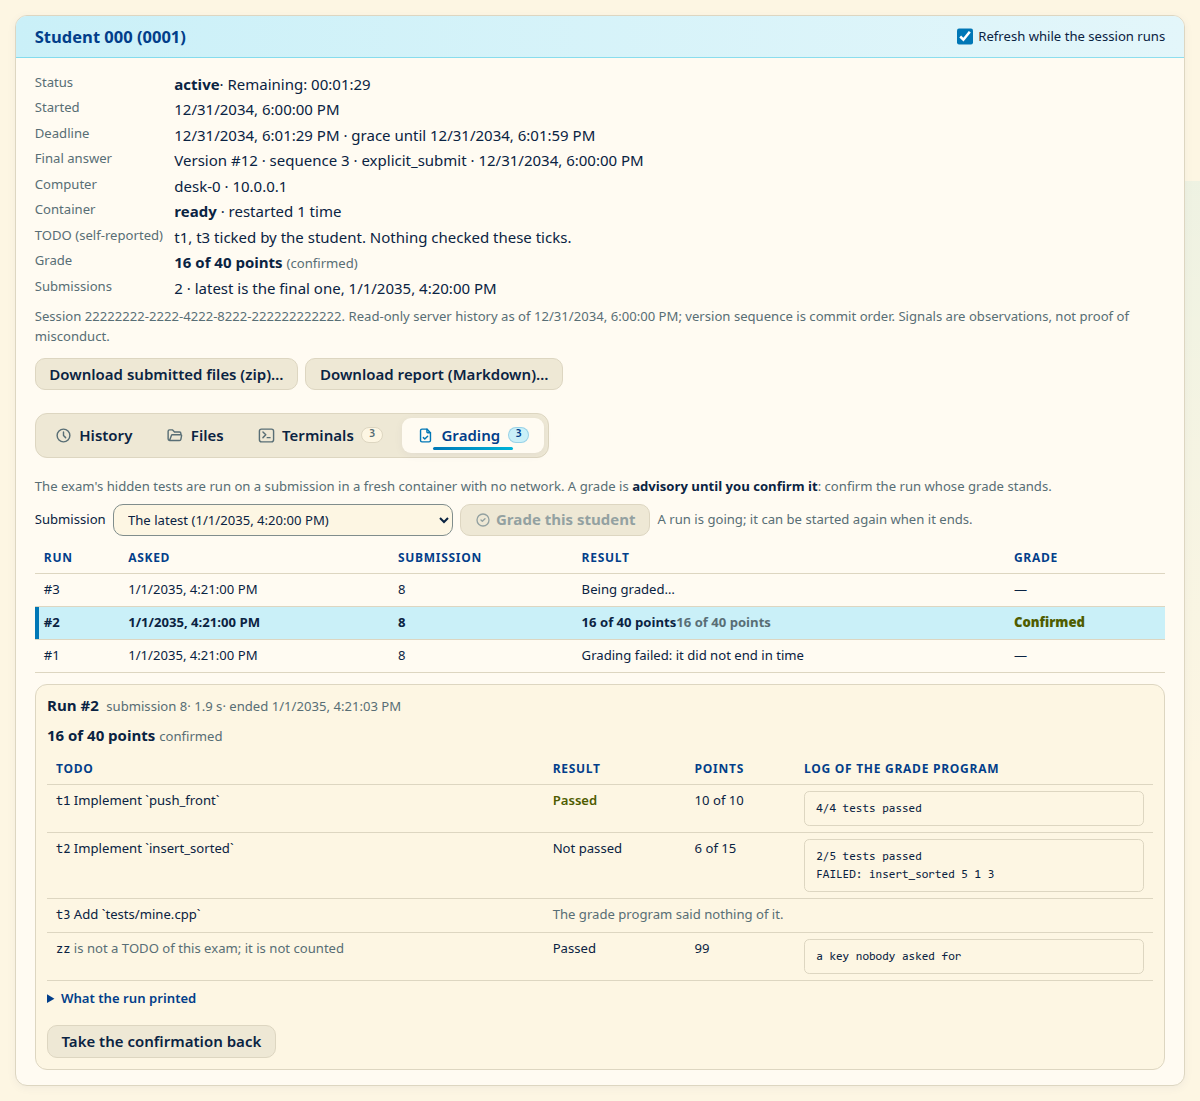 Student 000 (0001)
Refresh while the session runs
Status active· Remaining: 00:01:29
Started 12/31/2034, 6:00:00 PM
Deadline 12/31/2034, 6:01:29 PM · grace until 12/31/2034, 6:01:59 PM
Final answer Version #12 · sequence 3 · explicit_submit · 12/31/2034, 6:00:00 PM
Computer desk-0 · 10.0.0.1
Container ready · restarted 1 time
TODO (self-reported) t1, t3 ticked by the student. Nothing checked these ticks.
Grade 16 of 40 points (confirmed)
Submissions 2 · latest is the final one, 1/1/2035, 4:20:00 PM
Session 22222222-2222-4222-8222-222222222222. Read-only server history as of 12/31/2034, 6:00:00 PM; version sequence is commit order. Signals are observations, not proof of
misconduct.
Download submitted files (zip)... Download report (Markdown)...
History Files Terminals 3 Grading 3
The exam's hidden tests are run on a submission in a fresh container with no network. A grade is advisory until you confirm it: confirm the run whose grade stands.
Submission The latest (1/1/2035, 4:20:00 PM) Grade this student A run is going; it can be started again when it ends.
RUN ASKED SUBMISSION RESULT GRADE
#3 1/1/2035, 4:21:00 PM 8 Being graded... —
#2 1/1/2035, 4:21:00 PM 8 16 of 40 points16 of 40 points Confirmed
#1 1/1/2035, 4:21:00 PM 8 Grading failed: it did not end in time —
Run #2 submission 8· 1.9 s· ended 1/1/2035, 4:21:03 PM
16 of 40 points confirmed
TODO RESULT POINTS LOG OF THE GRADE PROGRAM
t1 Implement `push_front` Passed 10 of 10 4/4 tests passed
t2 Implement `insert_sorted` Not passed 6 of 15 2/5 tests passed
FAILED: insert_sorted 5 1 3
t3 Add `tests/mine.cpp` The grade program said nothing of it.
zz is not a TODO of this exam; it is not counted Passed 99 a key nobody asked for
What the run printed
Take the confirmation back